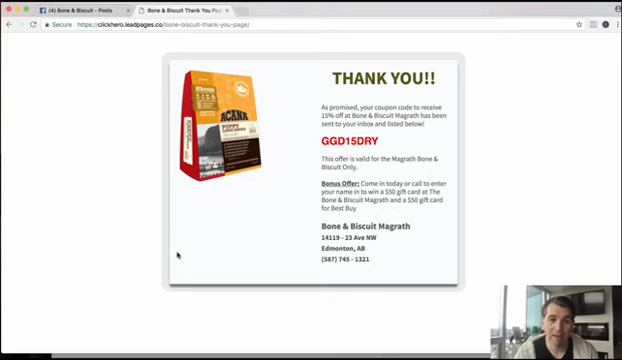 Bone & Biscuit - Posts
Bone & Biscuit Thank You Pag
Secure
https://clickhero.leadpages.co/bone-biscuit-thank-you-page/
THANK YOU!!
ACANA
PUPPY
As promised, your coupon code to receive
15% off at Bone & Biscuit Magrath has been
sent to your inbox and listed below!
GGD15DRY
This offer is valid for the Magrath Bone &
Biscuit Only.
Bonus Offer: Come in today or call to enter
your name in to win a $50 gift card at The
Bone & Biscuit Magrath and a $50 gift card
for Best Buy
Bone & Biscuit Magrath
14119 - 23 Ave NW
Edmonton, AB
(587) 745 - 1321